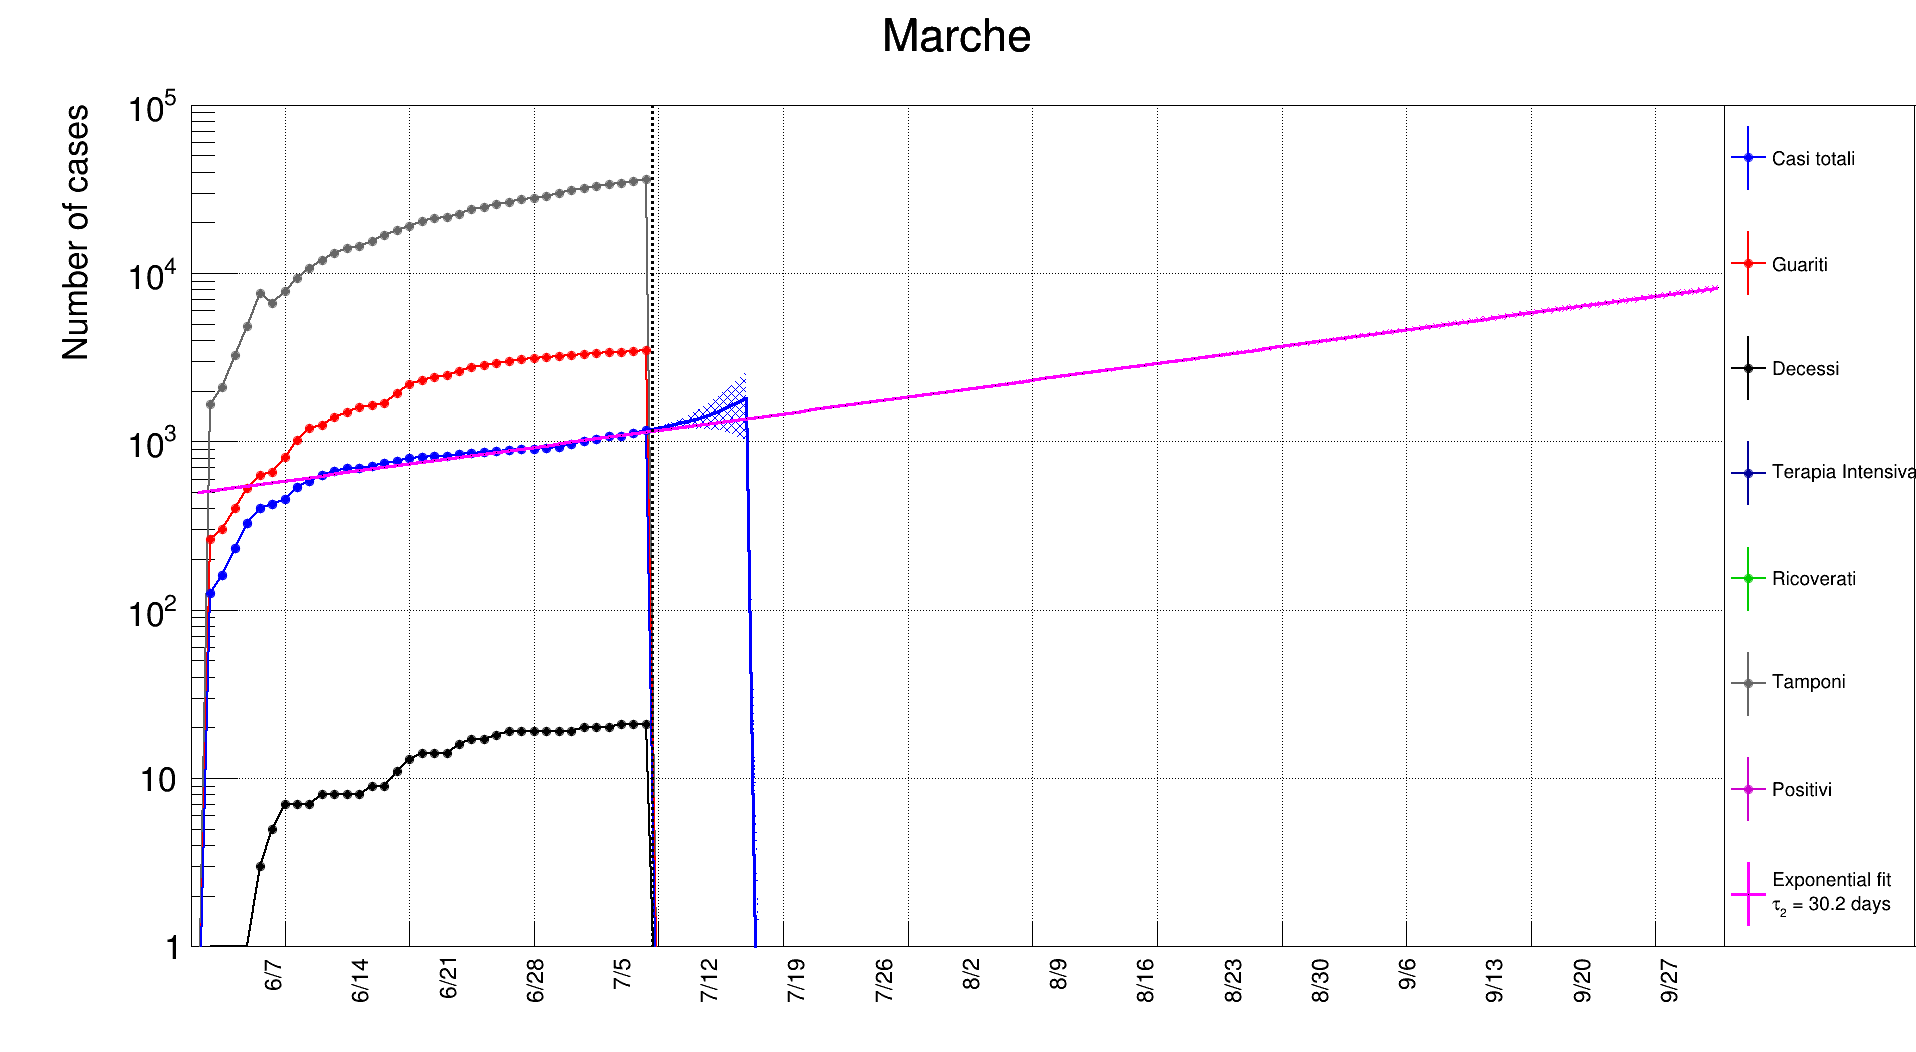 Marche
Number of cases
10^5
10^4
10^3
10^2
10
1
6/7
6/14
6/21
6/28
7/5
7/12
7/19
7/26
8/2
8/9
8/16
8/23
8/30
9/6
9/13
9/20
9/27
Casi totali
Guariti
Decessi
Terapia Intensiva
Ricoverati
Tamponi
Positivi
Exponential fit
τ_2 = 30.2 days